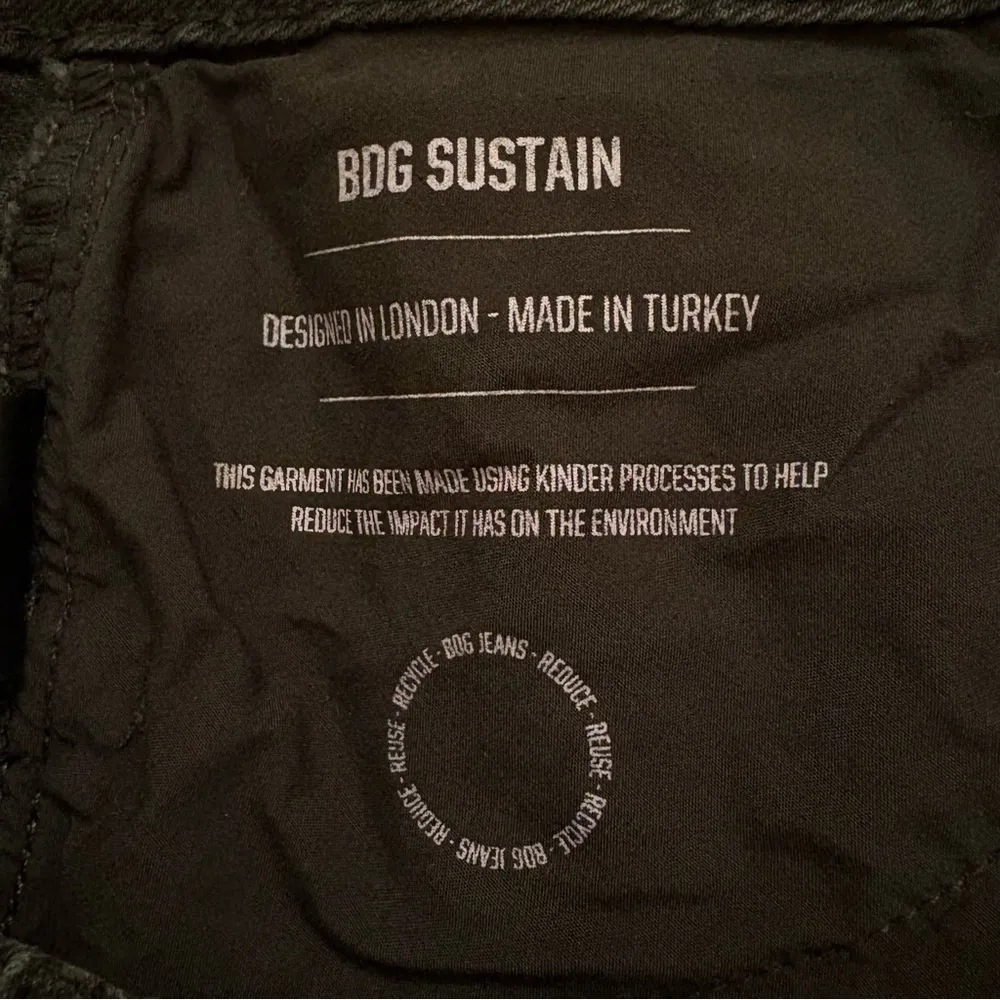 BDG SUSTAIN
DESIGNED IN LONDON - MADE IN TURKEY
THIS GARMENT HAS BEEN MADE USING KINDER PROCESSES TO HELP
REDUCE THE IMPACT IT HAS ON THE ENVIRONMENT
BDG JEANS - REDUCE - REUSE - RECYCLE - BDG JEANS - REDUCE - REUSE - RECYCLE -